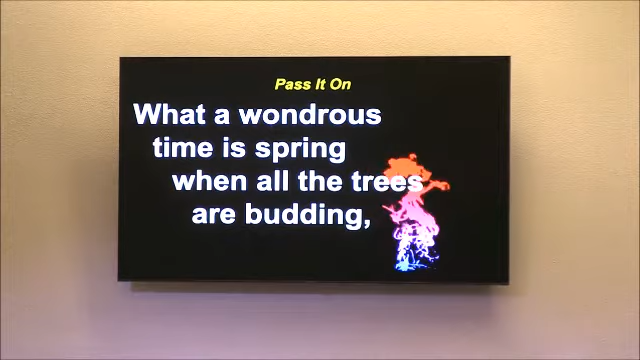 Pass It On
What a wondrous
time is spring
when all the trees
are budding,